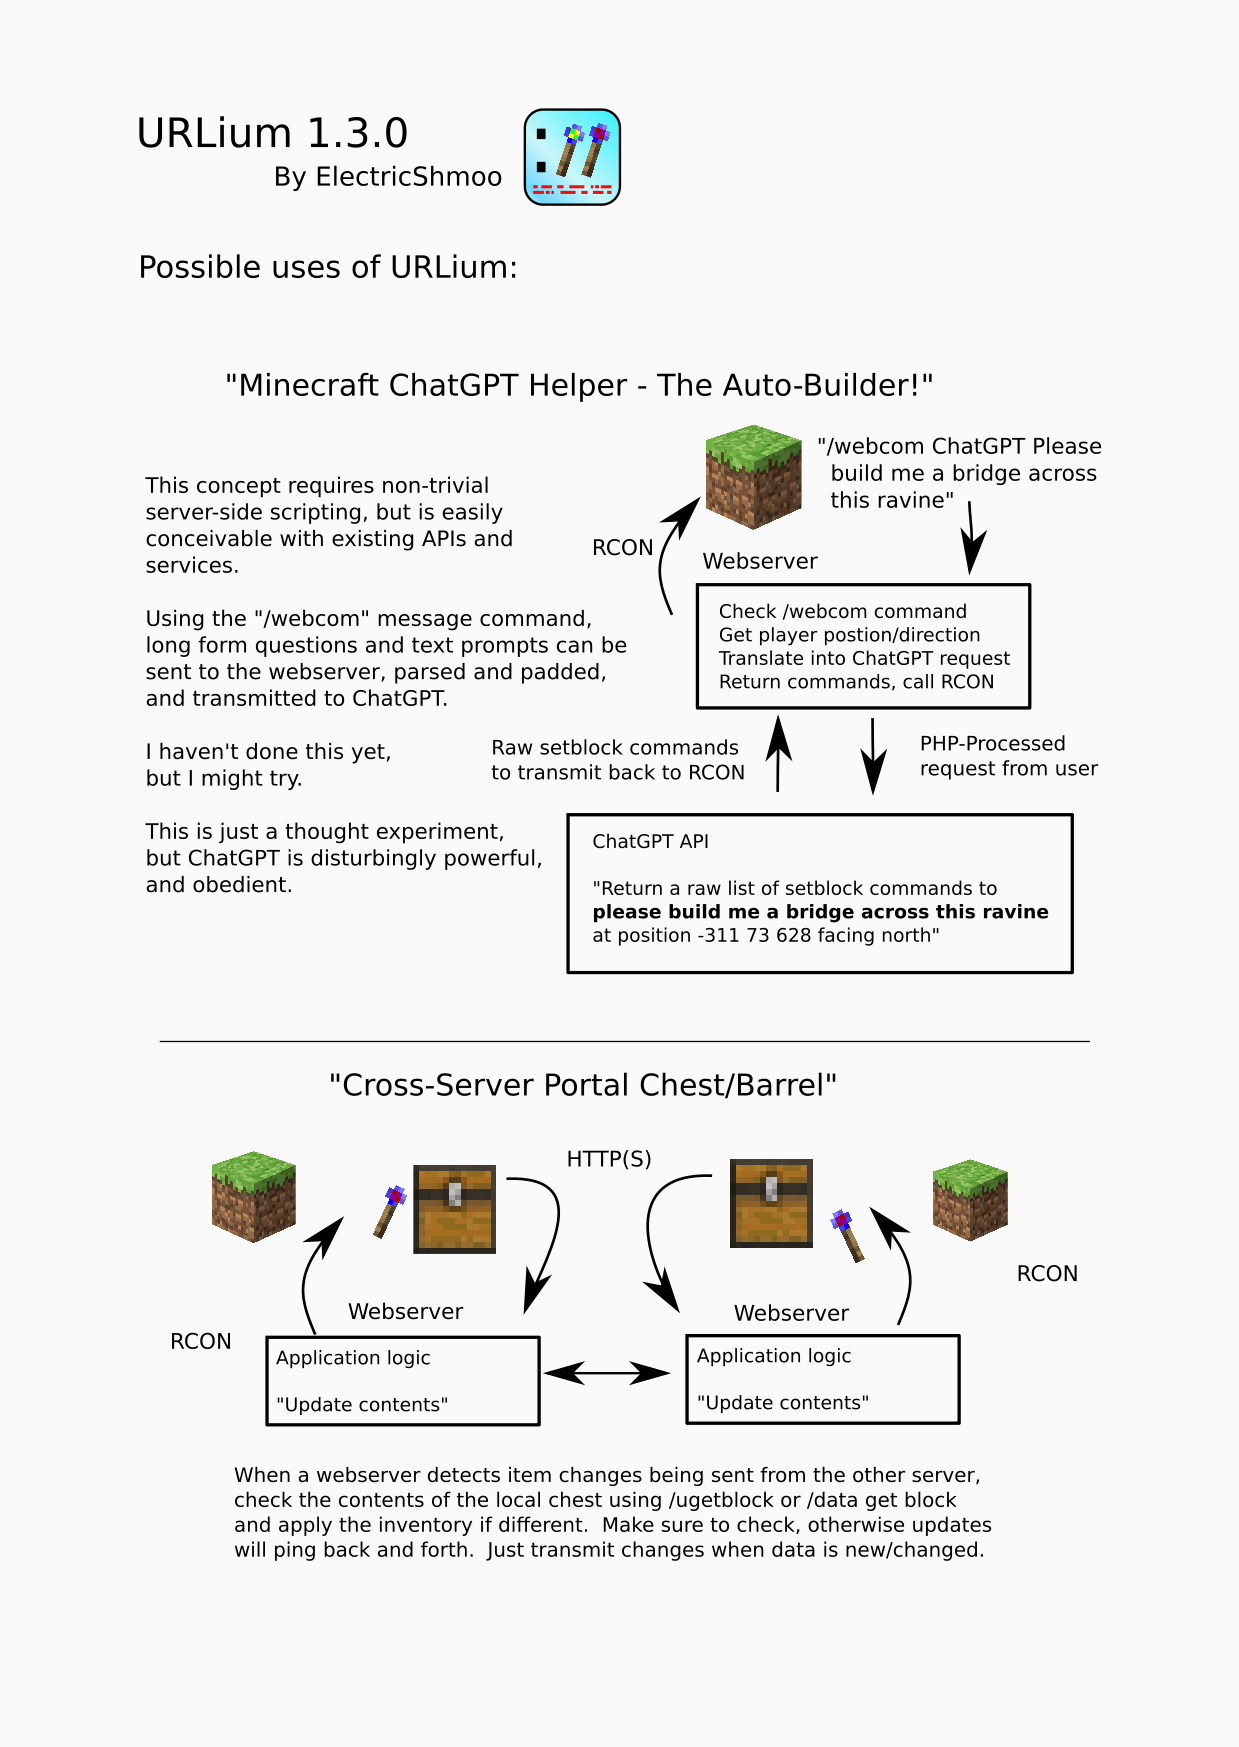 URLium 1.3.0
By ElectricShmoo
Possible uses of URLium:
"Minecraft ChatGPT Helper - The Auto-Builder!"
This concept requires non-trivial
server-side scripting, but is easily
conceivable with existing APIs and
services.
Using the "/webcom" message command,
long form questions and text prompts can be
sent to the webserver, parsed and padded,
and transmitted to ChatGPT.
I haven't done this yet,
but I might try.
This is just a thought experiment,
but ChatGPT is disturbingly powerful,
and obedient.
"/webcom ChatGPT Please
build me a bridge across
this ravine"
RCON
Webserver
Check /webcom command
Get player postion/direction
Translate into ChatGPT request
Return commands, call RCON
Raw setblock commands
to transmit back to RCON
PHP-Processed
request from user
ChatGPT API
"Return a raw list of setblock commands to
please build me a bridge across this ravine
at position -311 73 628 facing north"
"Cross-Server Portal Chest/Barrel"
HTTP(S)
RCON
Webserver
Webserver
RCON
Application logic
"Update contents"
Application logic
"Update contents"
When a webserver detects item changes being sent from the other server,
check the contents of the local chest using /ugetblock or /data get block
and apply the inventory if different.  Make sure to check, otherwise updates
will ping back and forth.  Just transmit changes when data is new/changed.